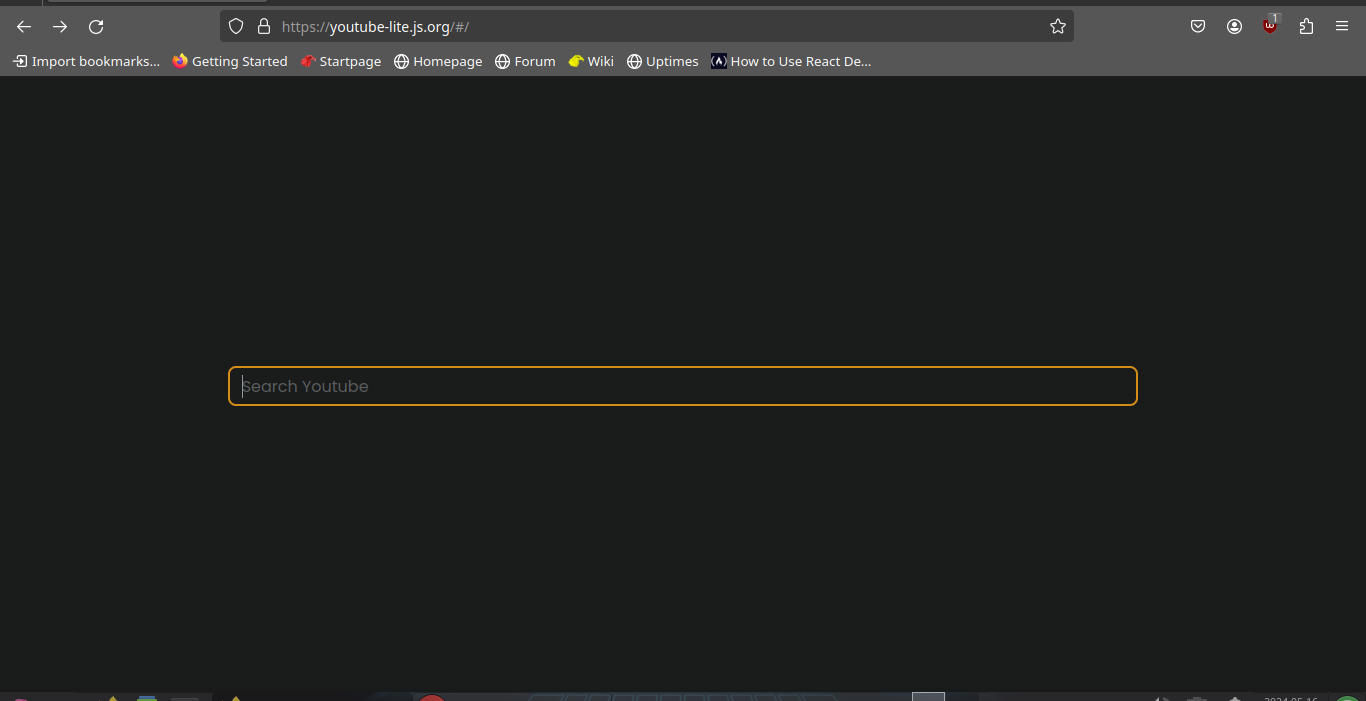 https://youtube-lite.js.org/#/
1
Import bookmarks... Getting Started Startpage Homepage Forum Wiki Uptimes How to Use React De...
Search Youtube